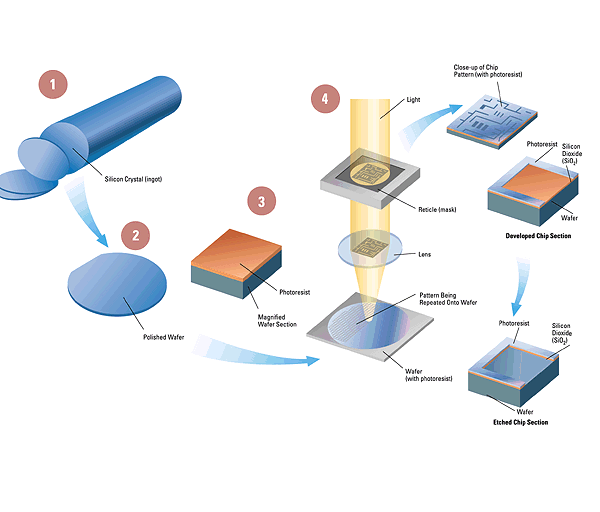 1
Silicon Crystal (ingot)
2
Polished Wafer
3
Photoresist
Magnified
Wafer Section
4
Light
Reticle (mask)
Lens
Pattern Being
Repeated Onto Wafer
Wafer
(with photoresist)
Close-up of Chip
Pattern (with photoresist)
Photoresist
Silicon
Dioxide
(SiO2)
Wafer
Developed Chip Section
Photoresist
Silicon
Dioxide
(SiO2)
Wafer
Etched Chip Section